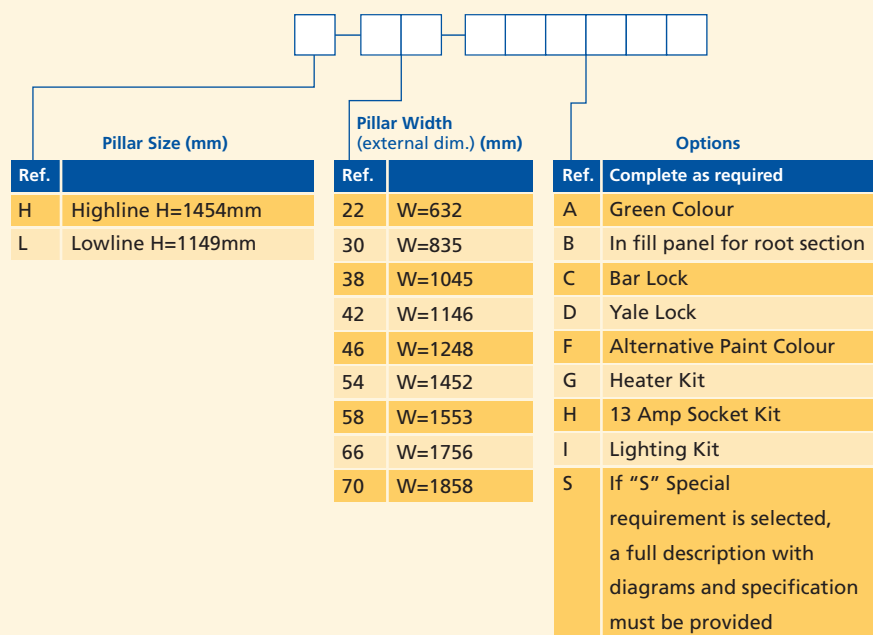 Pillar Size (mm)
Ref.
H Highline H=1454mm
L Lowline H=1149mm
Pillar Width
(external dim.) (mm)
Ref.
22 W=632
30 W=835
38 W=1045
42 W=1146
46 W=1248
54 W=1452
58 W=1553
66 W=1756
70 W=1858
Options
Ref. Complete as required
A Green Colour
B In fill panel for root section
C Bar Lock
D Yale Lock
F Alternative Paint Colour
G Heater Kit
H 13 Amp Socket Kit
I Lighting Kit
S If “S” Special
requirement is selected,
a full description with
diagrams and specification
must be provided